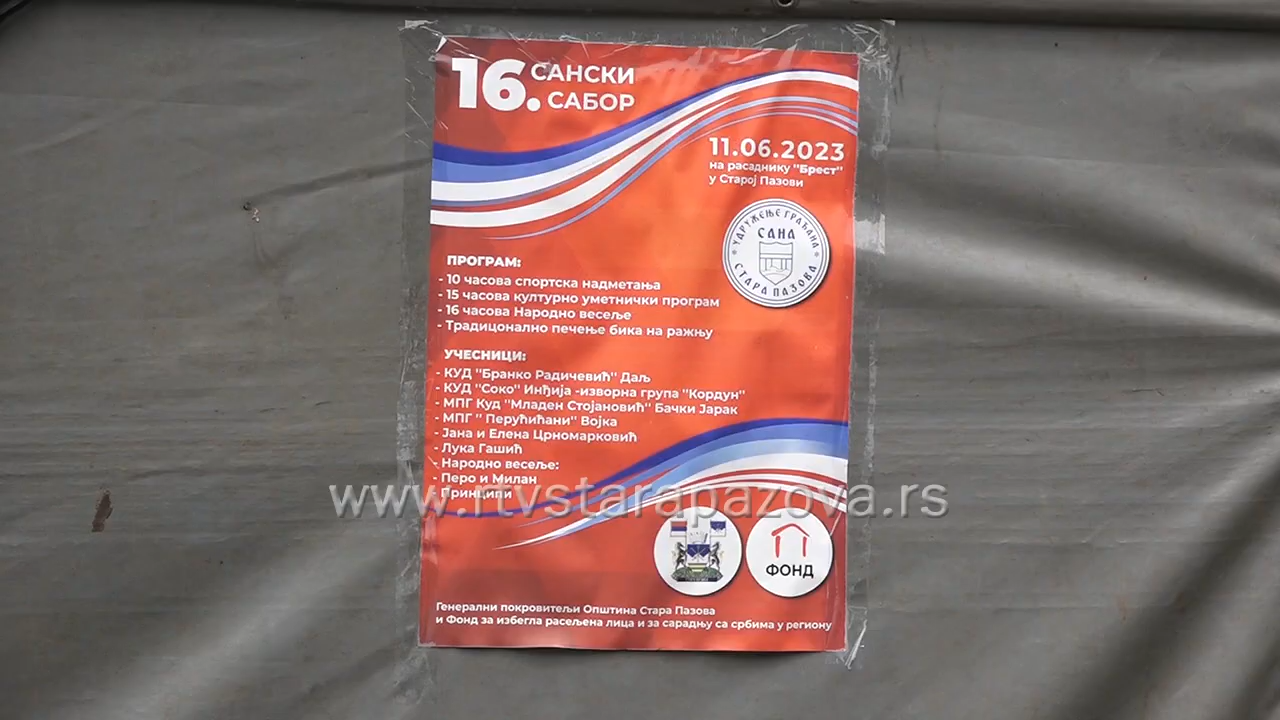 16. САНСКИ
САБОР
11.06.2023
на расаднику "Брест"
у Старој Пазови
УДРУЖЕЊЕ ГРАЂАНА
САНА
СТАРА ПАЗОВА
ПРОГРАМ:
- 10 часова спортска надметања
- 15 часова културно уметнички програм
- 16 часова Народно весеље
- Традицонално печење бика на ражњу
УЧЕСНИЦИ:
- КУД "Бранко Радичевић" Даљ
- КУД "Соко" Инђија -изворна група "Кордун"
- МПГ Куд "Младен Стојановић" Бачки Јарак
- МПГ " Перућићани" Војка
- Јана и Елена Црномарковић
- Лука Гашић
- Народно весеље:
- Перо и Милан
- Принципи
www.rtvstarapazova.rs
ФОНД
Генерални покровитељи Општина Стара Пазова
и Фонд за избегла расељена лица и за сарадњу са србима у региону